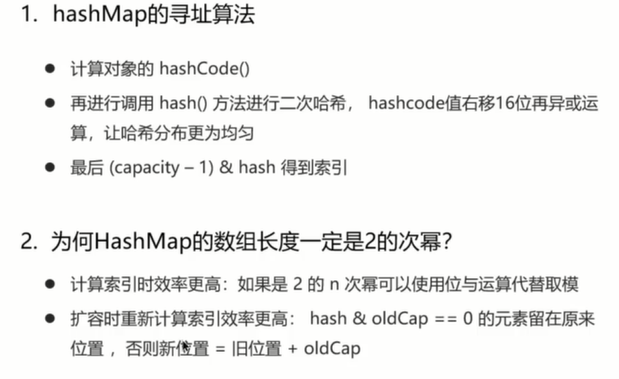 1. hashMap的寻址算法
● 计算对象的 hashCode()
● 再进行调用 hash() 方法进行二次哈希， hashcode值右移16位再异或运
算，让哈希分布更为均匀
● 最后 (capacity – 1) & hash 得到索引
2. 为何HashMap的数组长度一定是2的次幂？
● 计算索引时效率更高：如果是 2 的 n 次幂可以使用位与运算代替取模
● 扩容时重新计算索引效率更高： hash & oldCap == 0 的元素留在原来
位置 ，否则新位置 = 旧位置 + oldCap